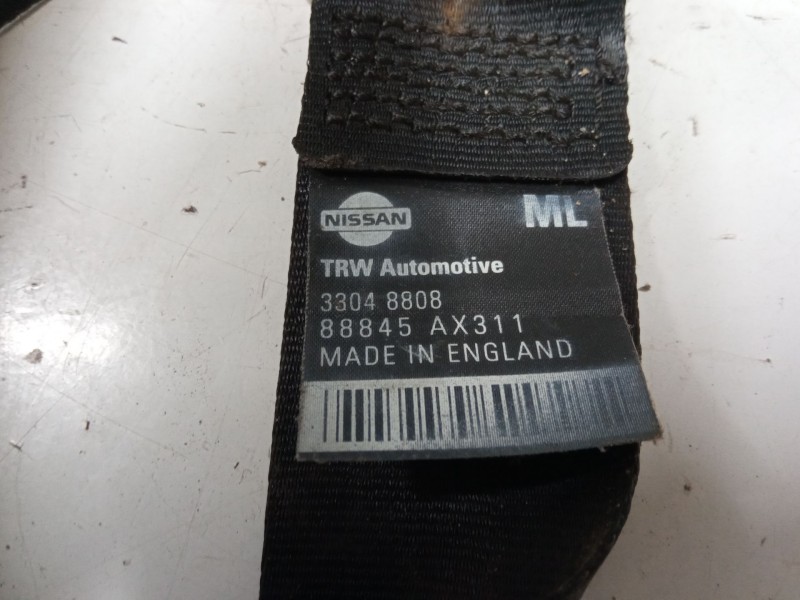 NISSAN
ML
TRW Automotive
3304 8808
88845 AX311
MADE IN ENGLAND